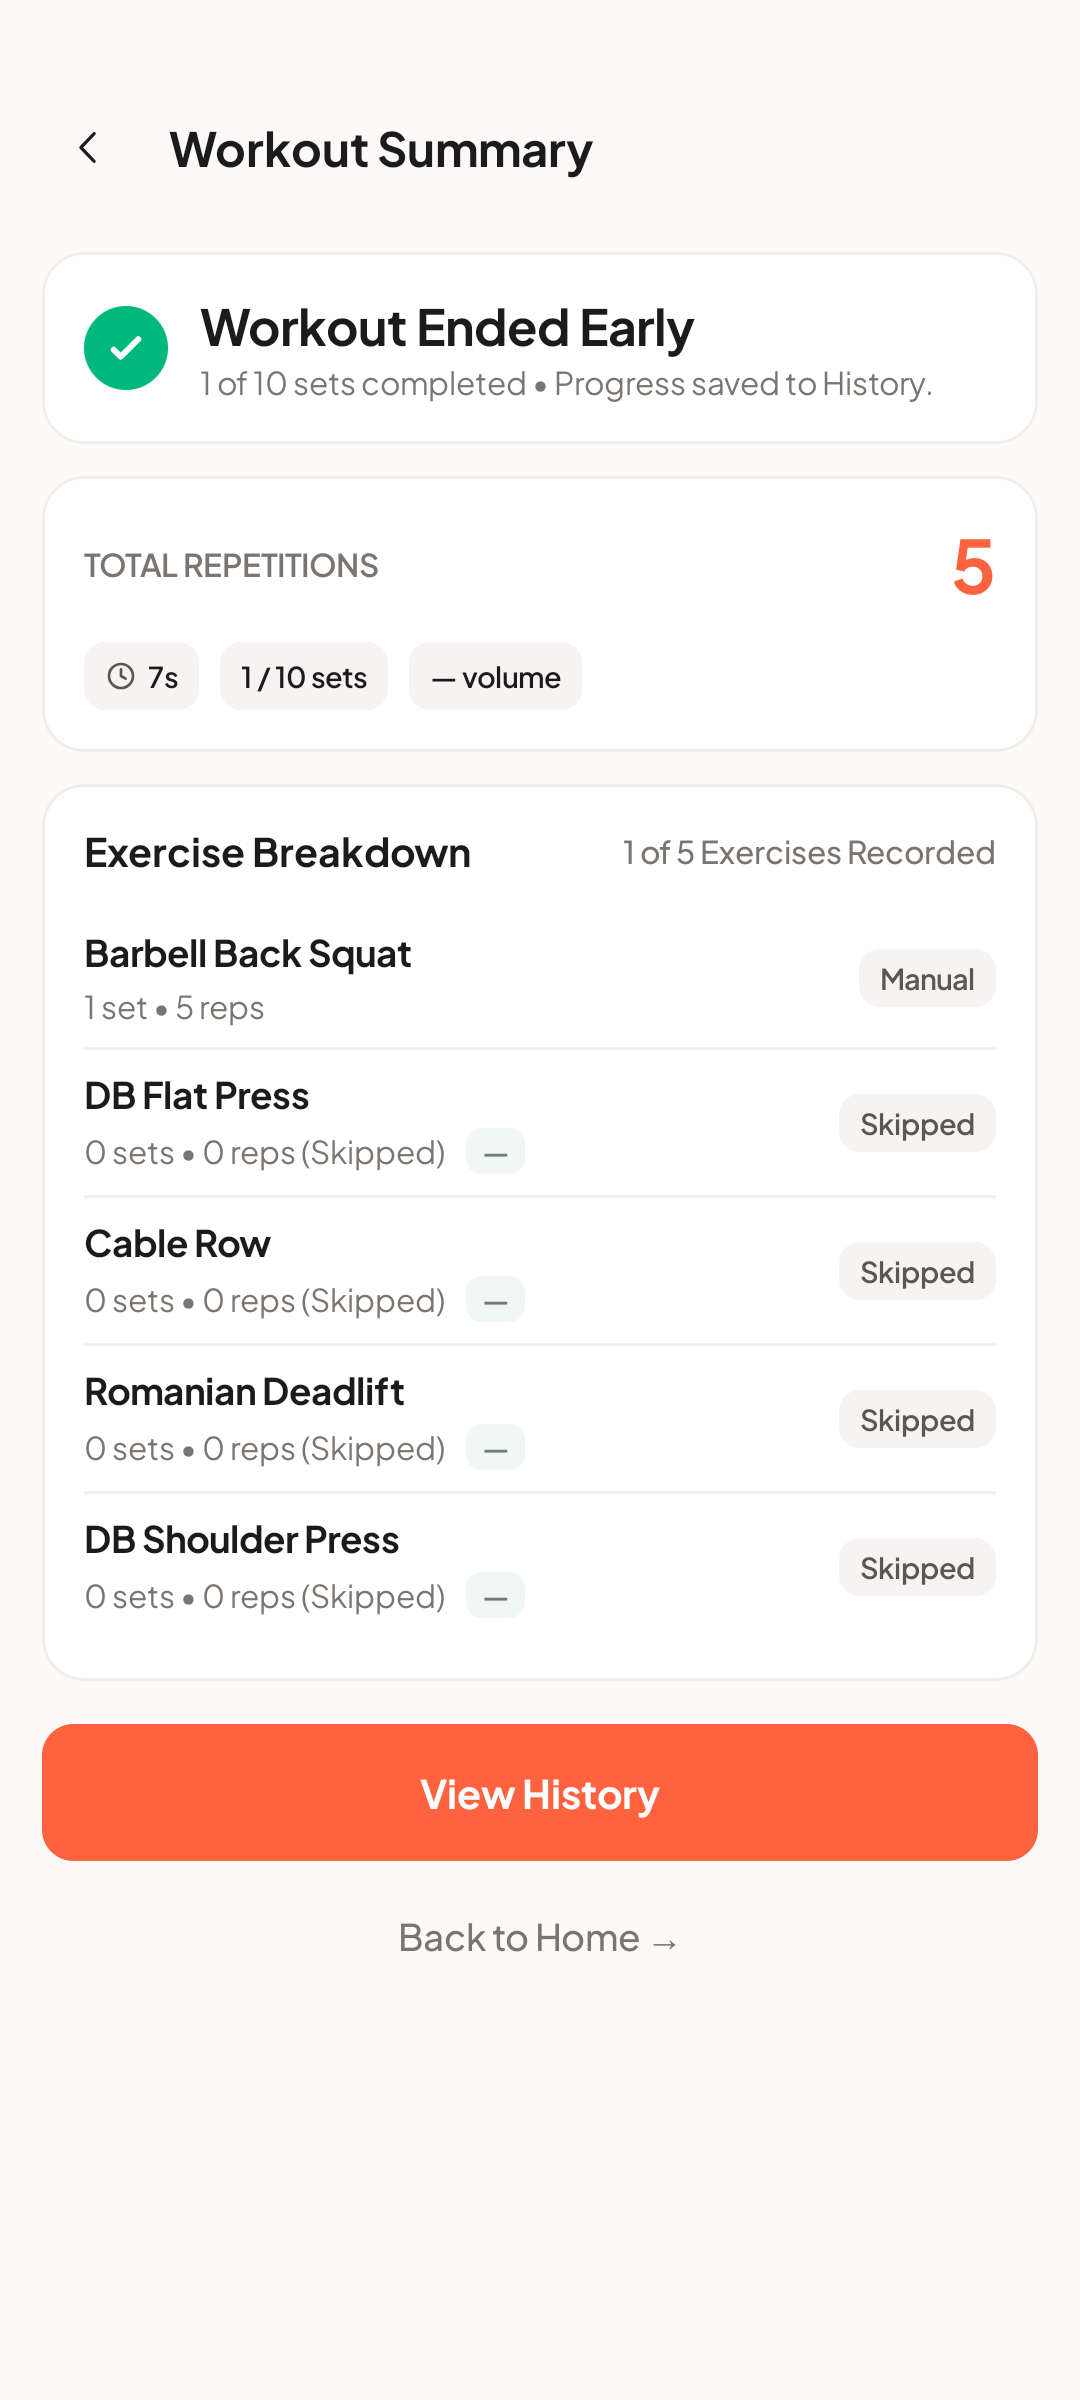 Workout Summary
Workout Ended Early
1 of 10 sets completed • Progress saved to History.
TOTAL REPETITIONS 5
7s 1 / 10 sets — volume
Exercise Breakdown 1 of 5 Exercises Recorded
Barbell Back Squat
1 set • 5 reps
Manual
DB Flat Press
0 sets • 0 reps (Skipped) —
Skipped
Cable Row
0 sets • 0 reps (Skipped) —
Skipped
Romanian Deadlift
0 sets • 0 reps (Skipped) —
Skipped
DB Shoulder Press
0 sets • 0 reps (Skipped) —
Skipped
View History
Back to Home →